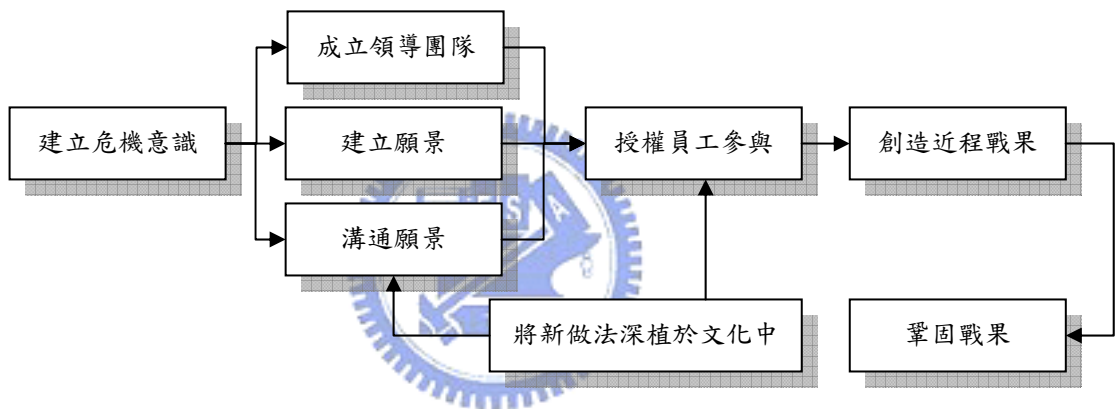 成立領導團隊
建立危機意識
建立願景
授權員工參與
創造近程戰果
溝通願景
將新做法深植於文化中
鞏固戰果